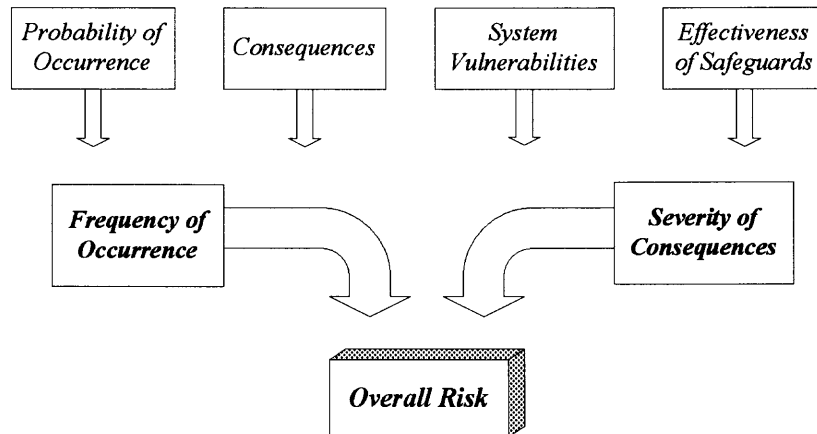 Probability of
Occurrence
Consequences
System
Vulnerabilities
Effectiveness
of Safeguards
Frequency of
Occurrence
Severity of
Consequences
Overall Risk